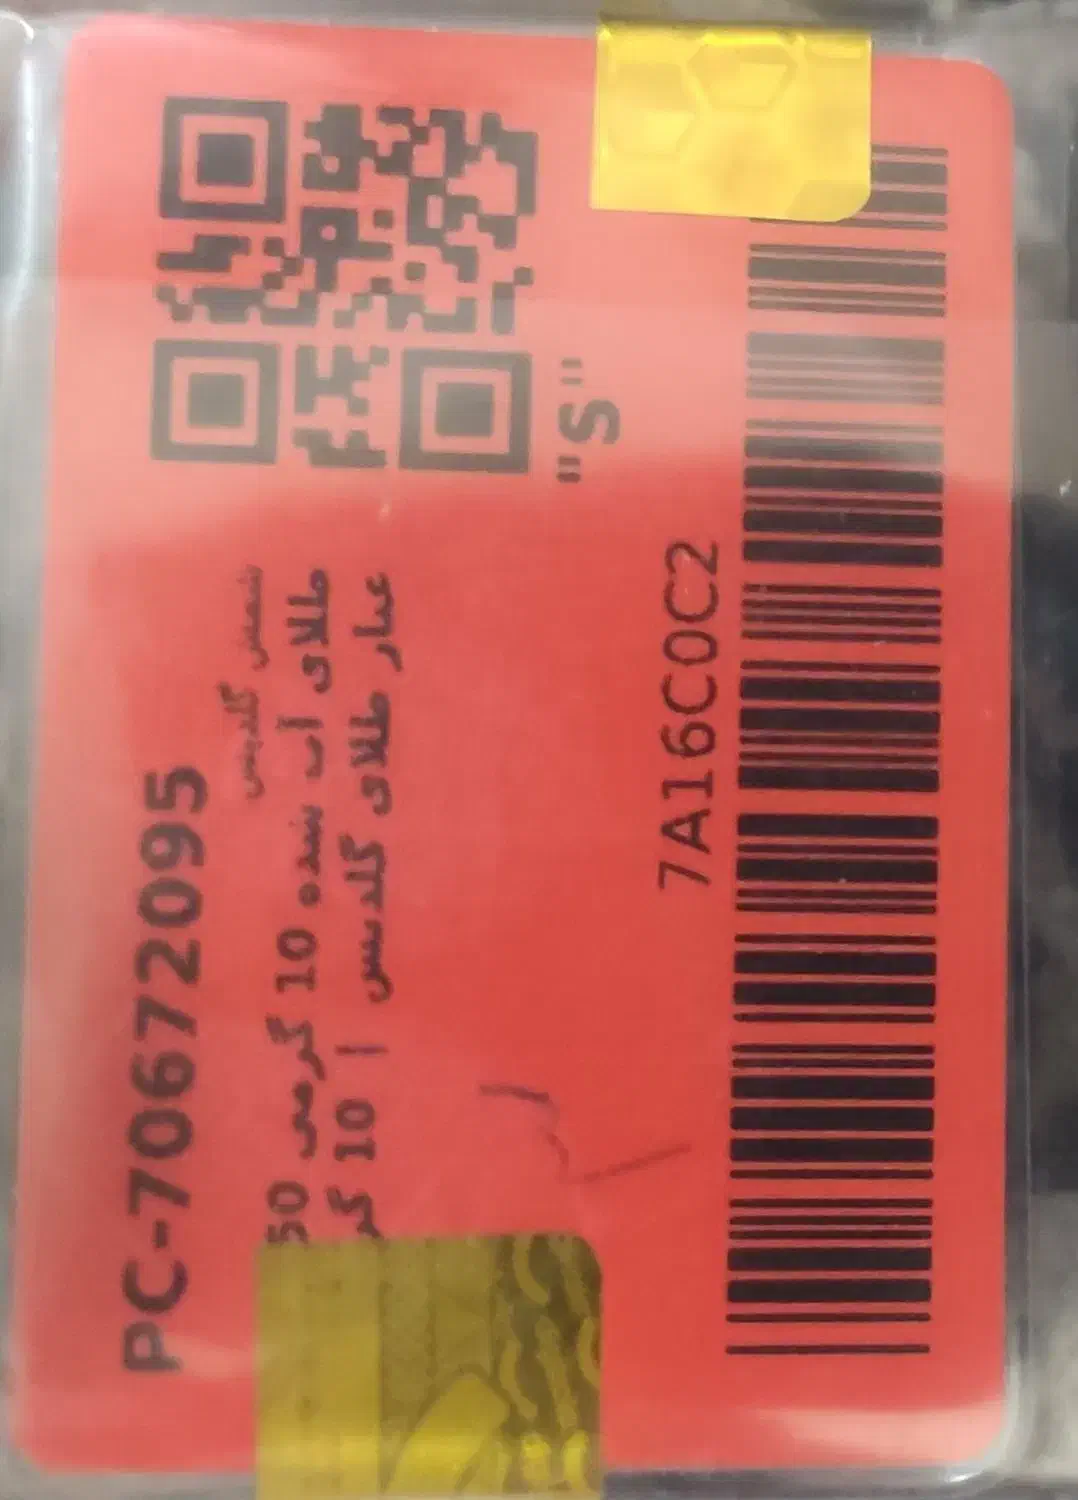 PC-70672095
شمش گلدیس
طلای آب شده 10 گرمی 50
عیار طلای گلدیس | 10 گر
"S"
7A16C0C2